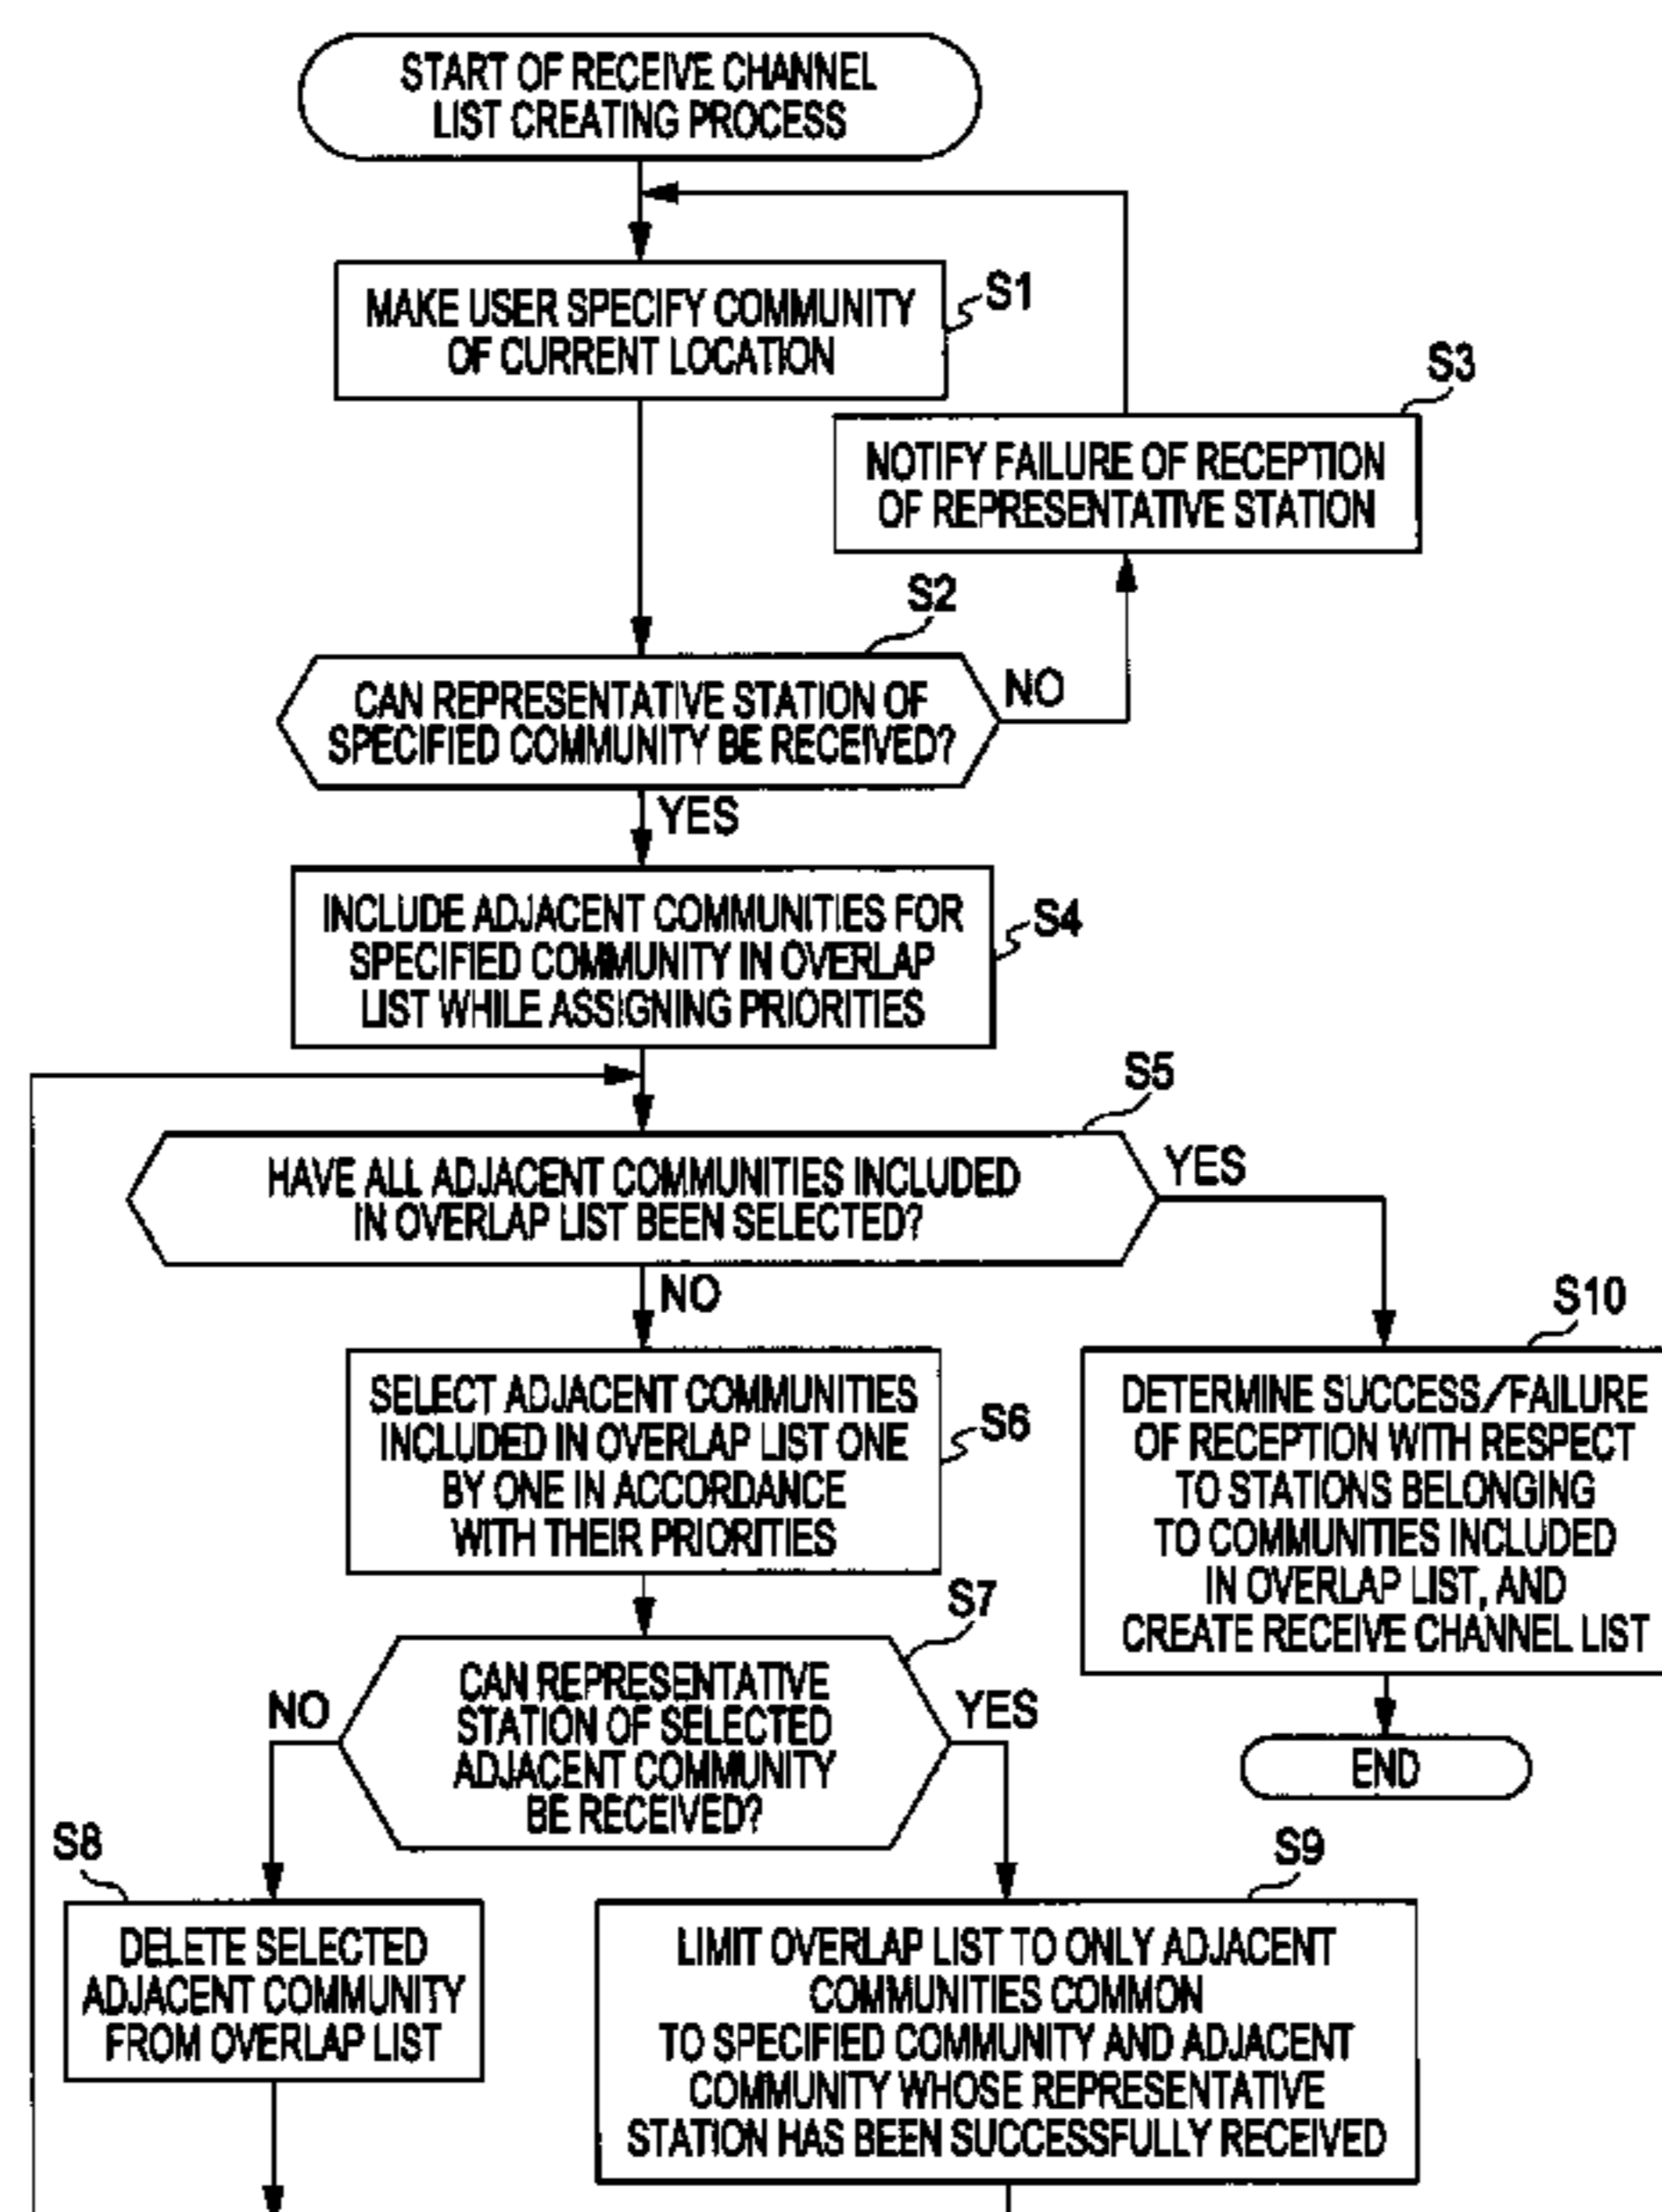 START OF RECEIVE CHANNEL
LIST CREATING PROCESS
MAKE USER SPECIFY COMMUNITY
OF CURRENT LOCATION
S1
S3
NOTIFY FAILURE OF RECEPTION
OF REPRESENTATIVE STATION
S2
CAN REPRESENTATIVE STATION OF
SPECIFIED COMMUNITY BE RECEIVED?
NO
YES
INCLUDE ADJACENT COMMUNITIES FOR
SPECIFIED COMMUNITY IN OVERLAP
LIST WHILE ASSIGNING PRIORITIES
S4
S5
HAVE ALL ADJACENT COMMUNITIES INCLUDED
IN OVERLAP LIST BEEN SELECTED?
YES
NO
S10
SELECT ADJACENT COMMUNITIES
INCLUDED IN OVERLAP LIST ONE
BY ONE IN ACCORDANCE
WITH THEIR PRIORITIES
S6
DETERMINE SUCCESS/FAILURE
OF RECEPTION WITH RESPECT
TO STATIONS BELONGING
TO COMMUNITIES INCLUDED
IN OVERLAP LIST, AND
CREATE RECEIVE CHANNEL LIST
S7
CAN REPRESENTATIVE
STATION OF SELECTED
ADJACENT COMMUNITY
BE RECEIVED?
NO
YES
END
S8
S9
DELETE SELECTED
ADJACENT COMMUNITY
FROM OVERLAP LIST
LIMIT OVERLAP LIST TO ONLY ADJACENT
COMMUNITIES COMMON
TO SPECIFIED COMMUNITY AND ADJACENT
COMMUNITY WHOSE REPRESENTATIVE
STATION HAS BEEN SUCCESSFULLY RECEIVED